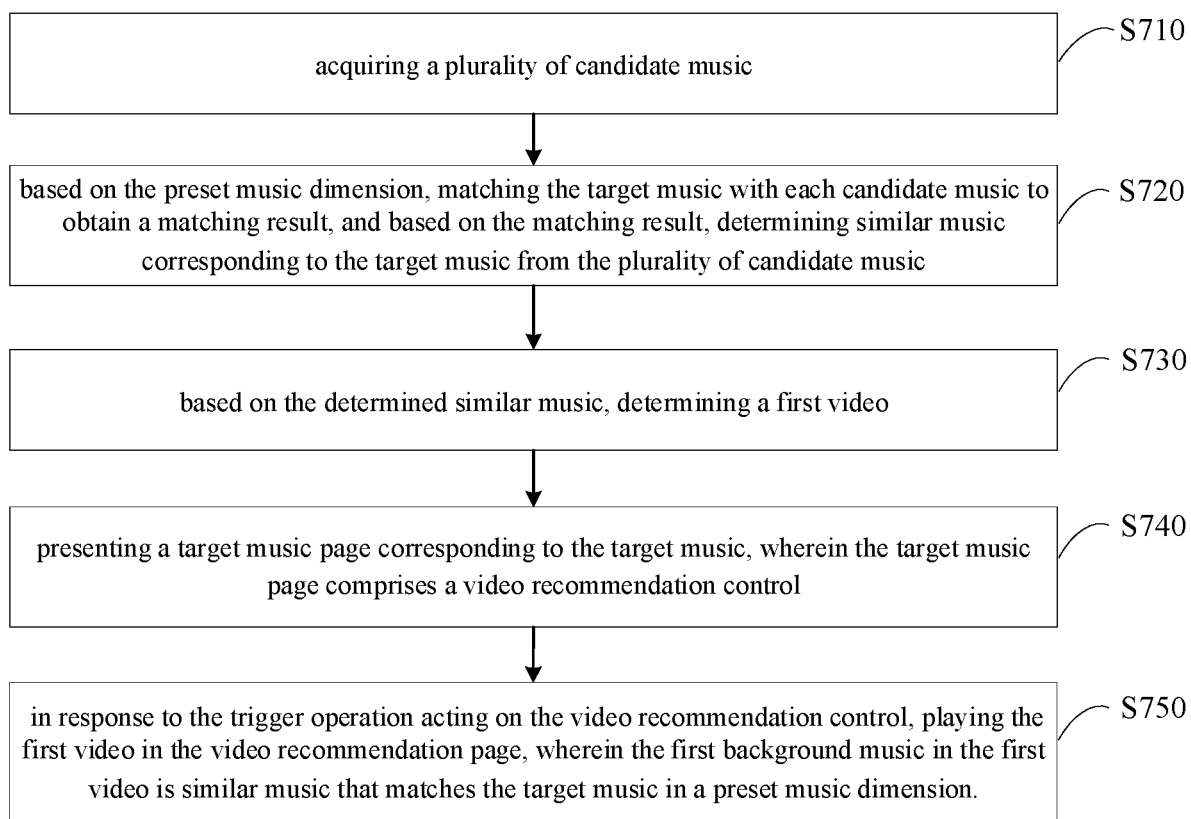 S710
acquiring a plurality of candidate music
S720
based on the preset music dimension, matching the target music with each candidate music to
obtain a matching result, and based on the matching result, determining similar music
corresponding to the target music from the plurality of candidate music
S730
based on the determined similar music, determining a first video
S740
presenting a target music page corresponding to the target music, wherein the target music
page comprises a video recommendation control
S750
in response to the trigger operation acting on the video recommendation control, playing the
first video in the video recommendation page, wherein the first background music in the first
video is similar music that matches the target music in a preset music dimension.